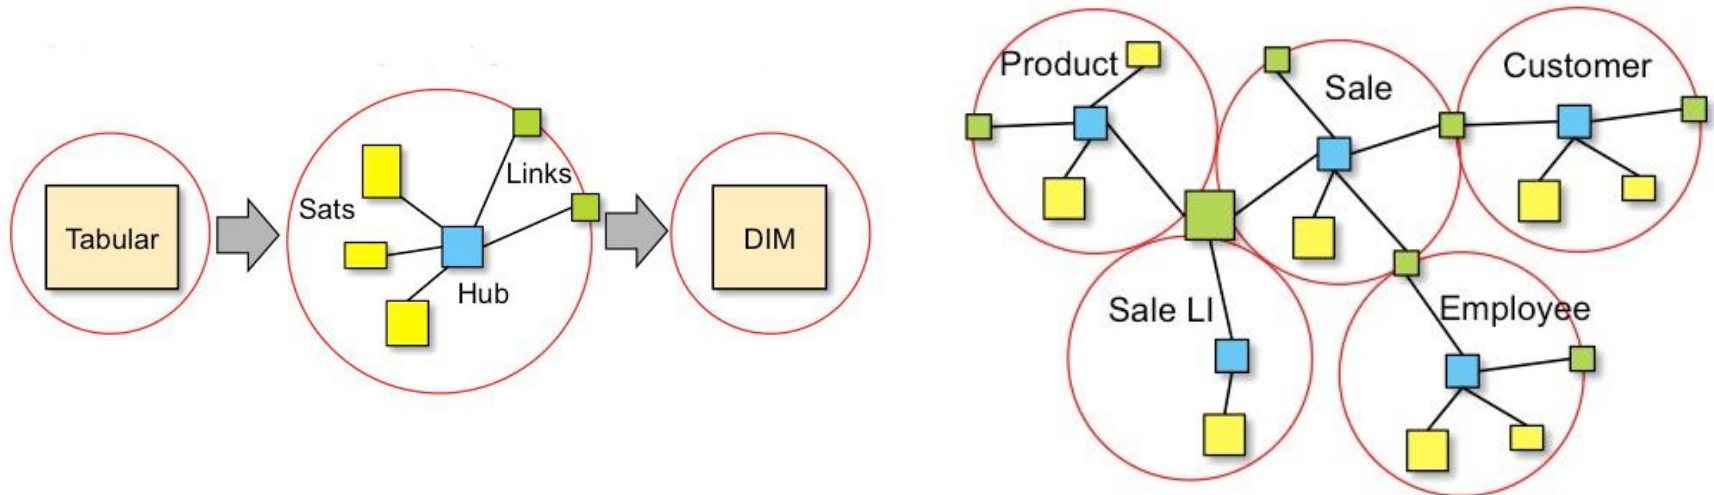 Tabular
Sats
Links
Hub
DIM
Product
Sale
Customer
Sale LI
Employee